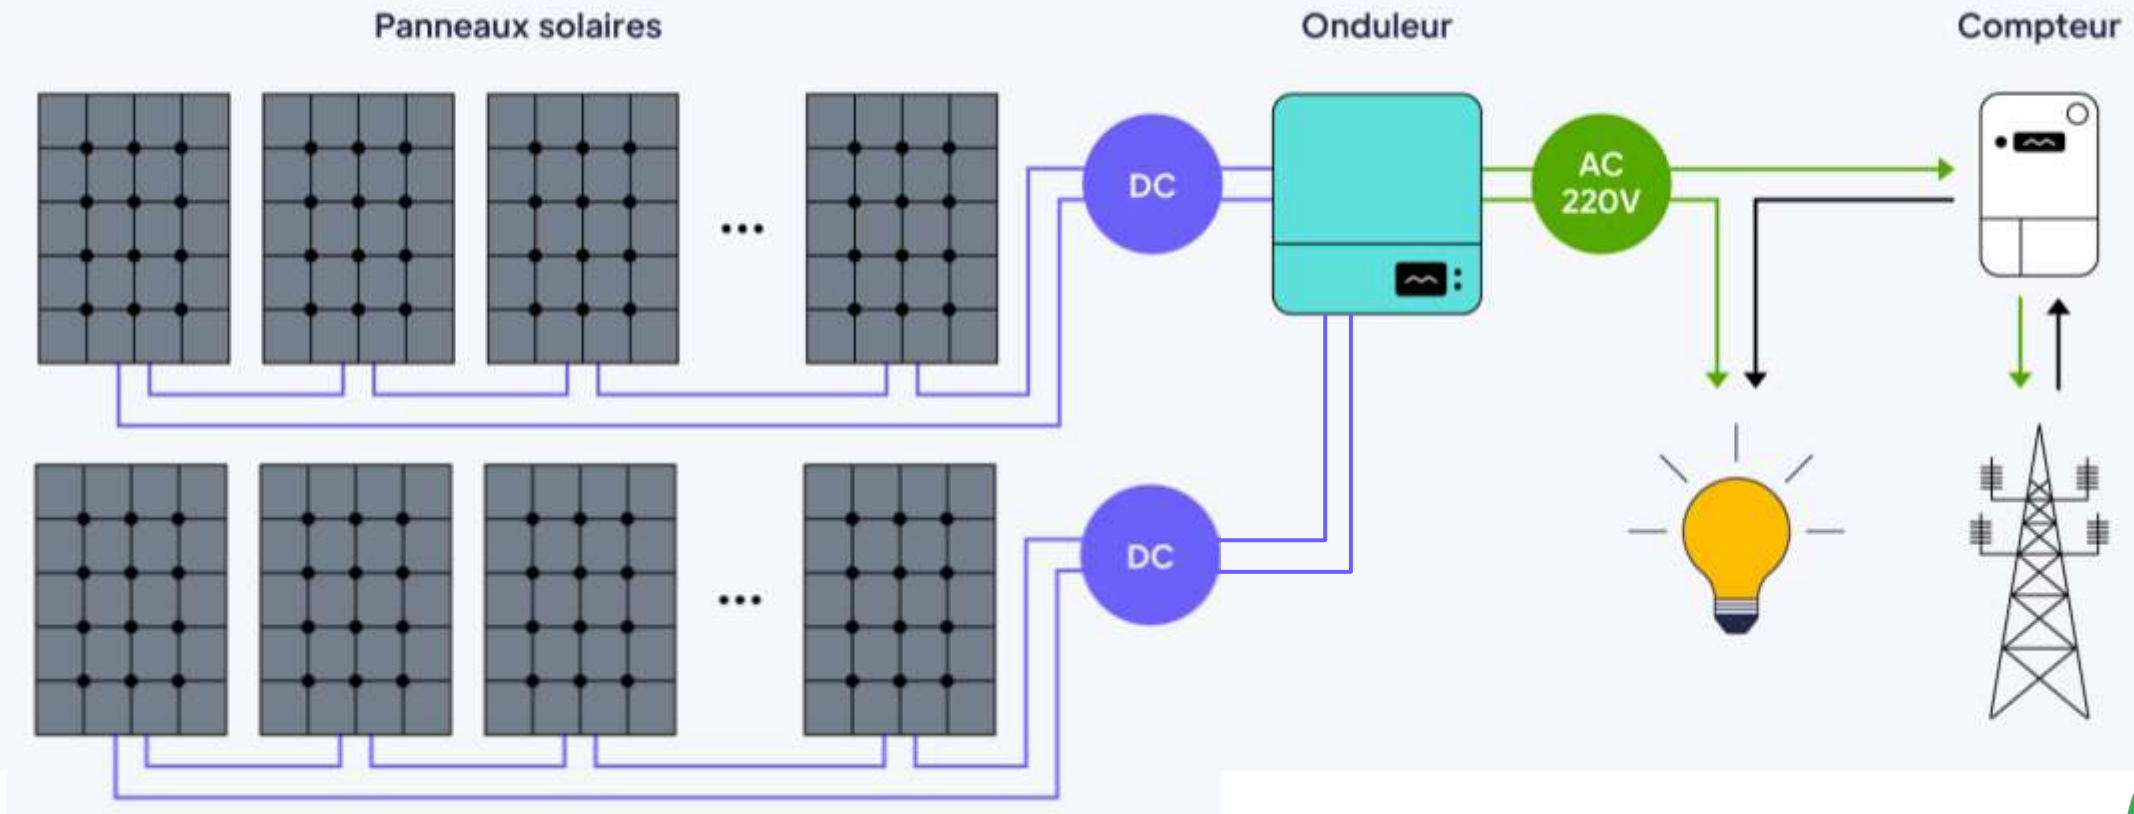 Panneaux solaires
Onduleur
Compteur
DC
AC
220V
DC